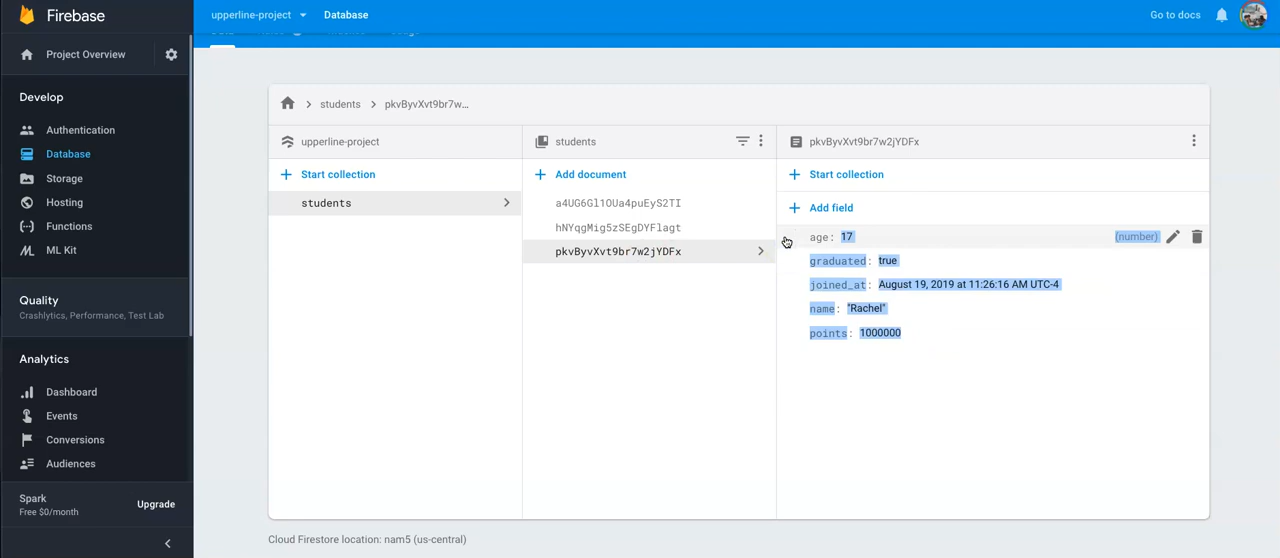 Firebase
upperline-project
Database
Go to docs
Project Overview
Develop
Authentication
Database
Storage
Hosting
Functions
ML Kit
Quality
Crashlytics, Performance, Test Lab
Analytics
Dashboard
Events
Conversions
Audiences
Spark
Free $0/month
Upgrade
students
pkvByvXvt9br7w…
upperline-project
Start collection
students
students
Add document
a4UG6Gl1OUa4puEyS2TI
hNYqgMig5zSEgDYFlagt
pkvByvXvt9br7w2jYDFx
pkvByvXvt9br7w2jYDFx
Start collection
Add field
age: 17 (number)
graduated: true
joined_at: August 19, 2019 at 11:26:16 AM UTC-4
name: "Rachel"
points: 1000000
Cloud Firestore location: nam5 (us-central)